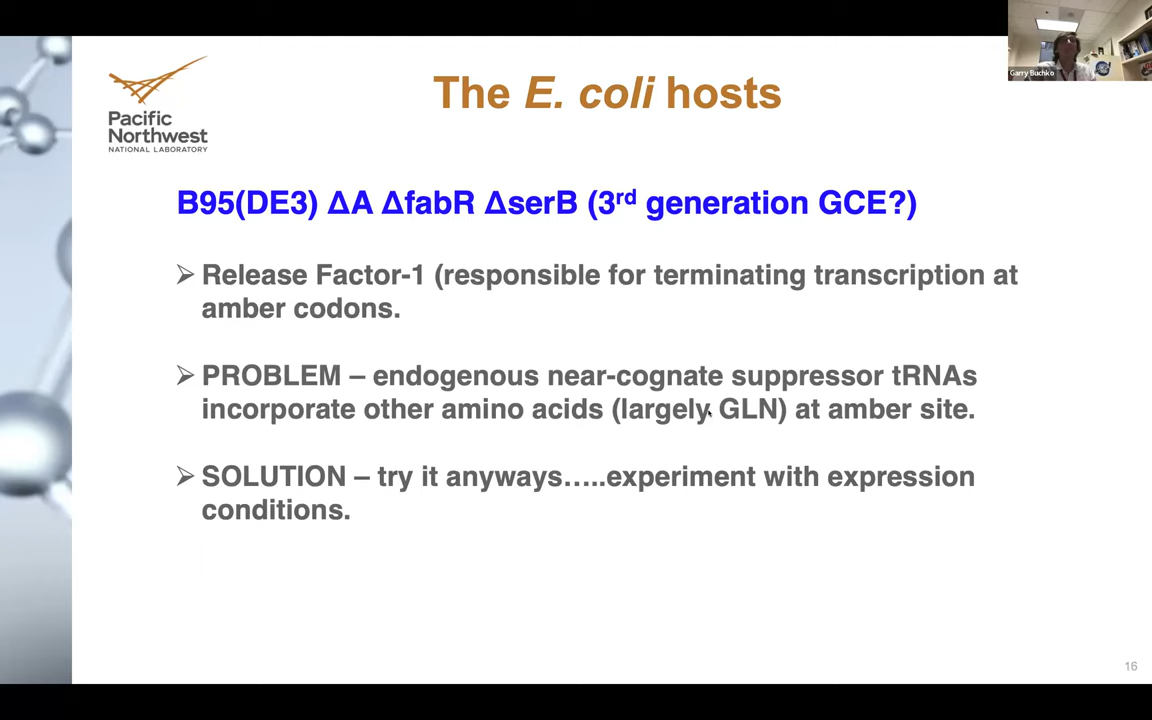 Garry Buchko
Pacific
Northwest
NATIONAL LABORATORY
The E. coli hosts
B95(DE3) ΔA ΔfabR ΔserB (3rd generation GCE?)
➢ Release Factor-1 (responsible for terminating transcription at
amber codons.
➢ PROBLEM – endogenous near-cognate suppressor tRNAs
incorporate other amino acids (largely GLN) at amber site.
➢ SOLUTION – try it anyways…..experiment with expression
conditions.
16